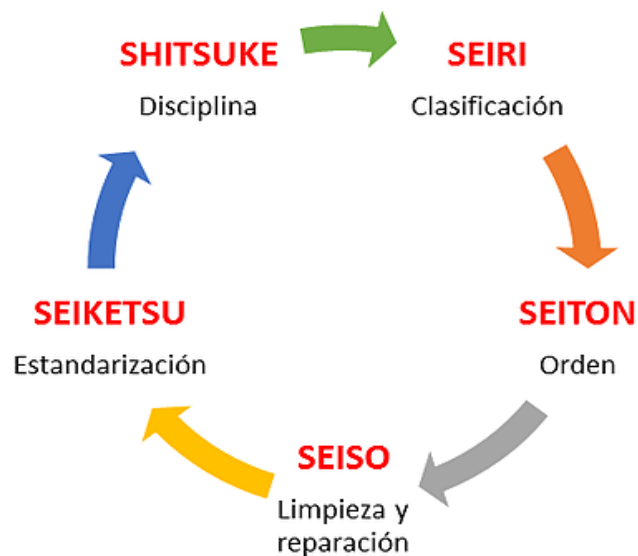 SHITSUKE
Disciplina
SEIRI
Clasificación
SEITON
Orden
SEISO
Limpieza y
reparación
SEIKETSU
Estandarización